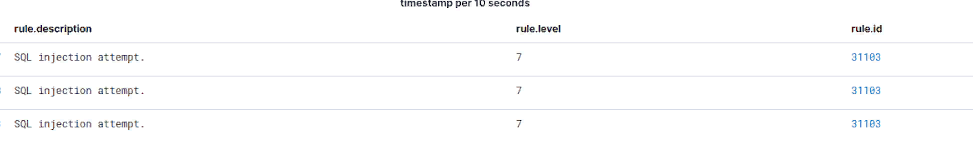 timestamp per 10 seconds
rule.description rule.level rule.id
SQL injection attempt. 7 31103
SQL injection attempt. 7 31103
SQL injection attempt. 7 31103